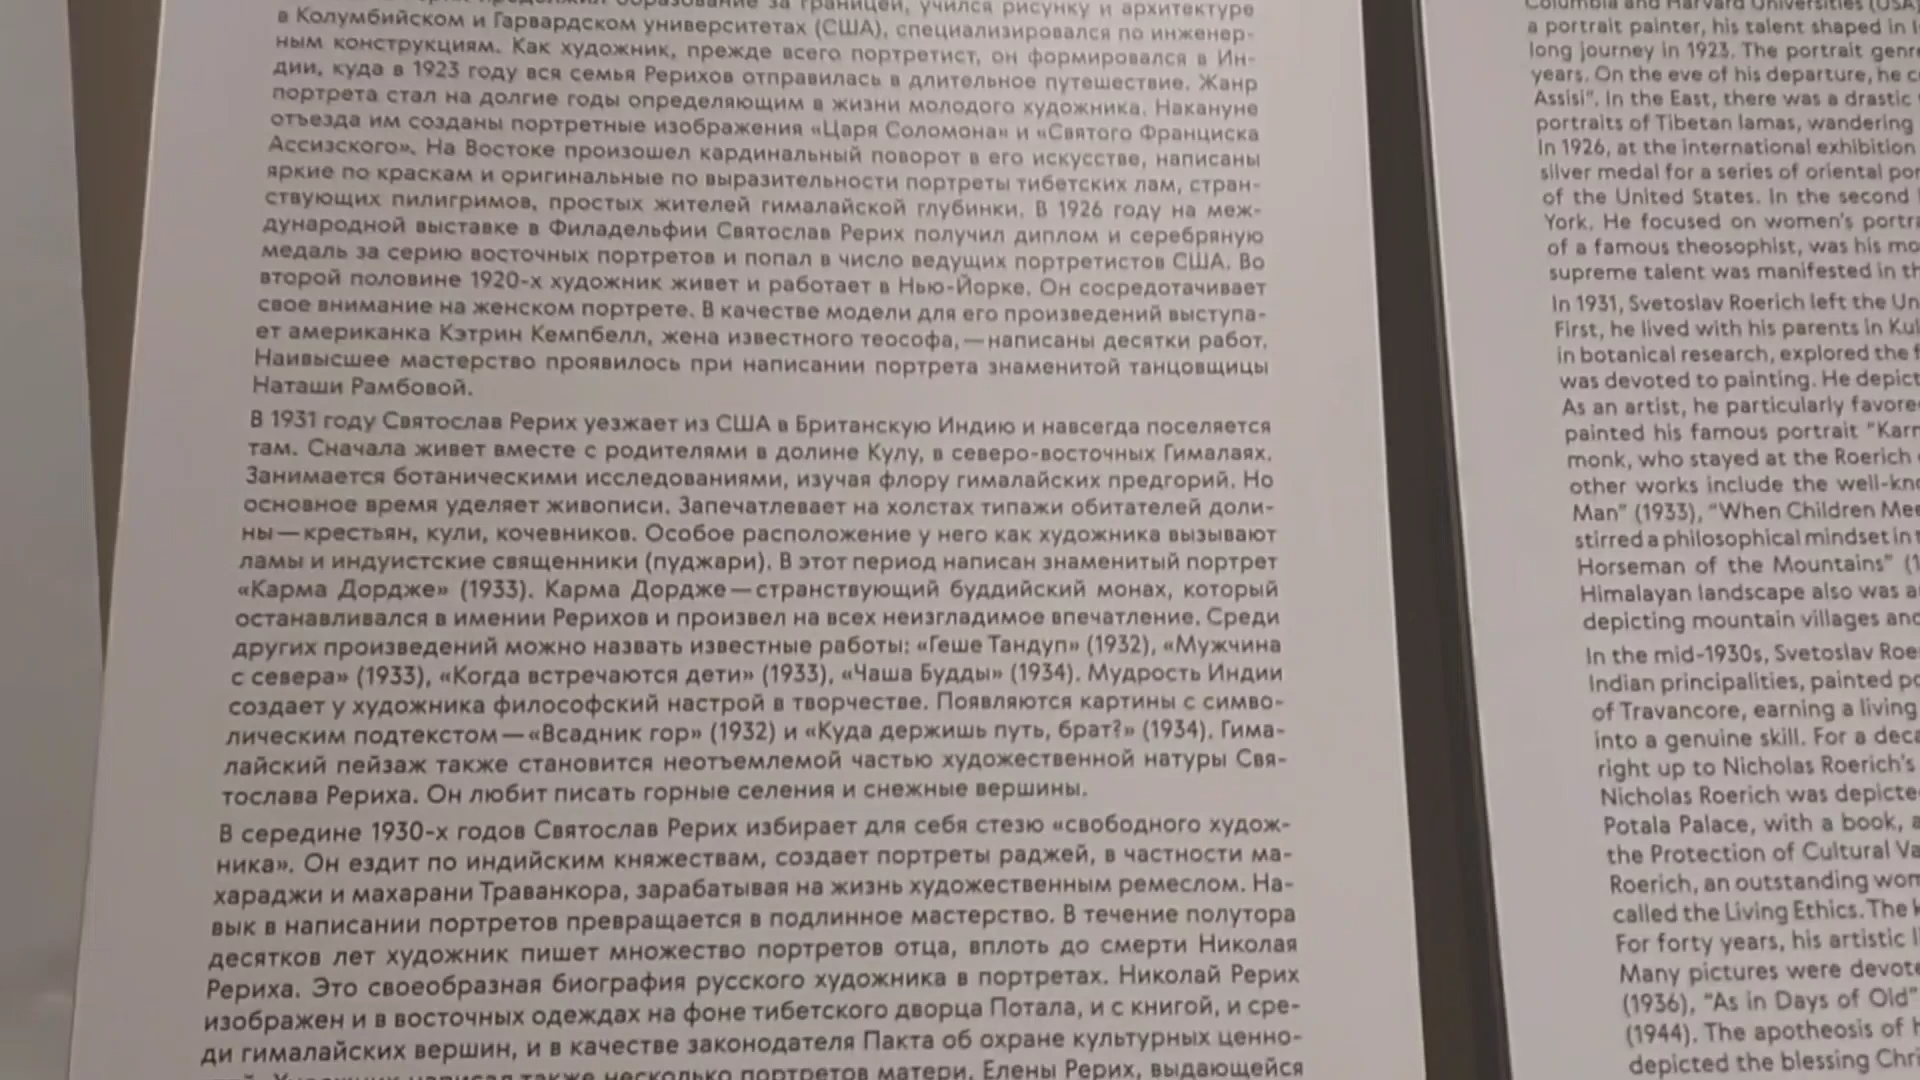 образование за границей, учился рисунку и архитектуре
в Колумбийском и Гарвардском университетах (США), специализировался по инженер-
ным конструкциям. Как художник, прежде всего портретист, он формировался в Ин-
дии, куда в 1923 году вся семья Рерихов отправилась в длительное путешествие. Жанр
портрета стал на долгие годы определяющим в жизни молодого художника. Накануне
отъезда им созданы портретные изображения «Царя Соломона» и «Святого Франциска
Ассизского». На Востоке произошел кардинальный поворот в его искусстве, написаны
яркие по краскам и оригинальные по выразительности портреты тибетских лам, стран-
ствующих пилигримов, простых жителей гималайской глубинки. В 1926 году на меж-
дународной выставке в Филадельфии Святослав Рерих получил диплом и серебряную
медаль за серию восточных портретов и попал в число ведущих портретистов США. Во
второй половине 1920-х художник живет и работает в Нью-Йорке. Он сосредотачивает
свое внимание на женском портрете. В качестве модели для его произведений выступа-
ет американка Кэтрин Кемпбелл, жена известного теософа,—написаны десятки работ.
Наивысшее мастерство проявилось при написании портрета знаменитой танцовщицы
Наташи Рамбовой.
В 1931 году Святослав Рерих уезжает из США в Британскую Индию и навсегда поселяется
там. Сначала живет вместе с родителями в долине Кулу, в северо-восточных Гималаях.
Занимается ботаническими исследованиями, изучая флору гималайских предгорий. Но
основное время уделяет живописи. Запечатлевает на холстах типажи обитателей доли-
ны—крестьян, кули, кочевников. Особое расположение у него как художника вызывают
ламы и индуистские священники (пуджари). В этот период написан знаменитый портрет
«Карма Дордже» (1933). Карма Дордже—странствующий буддийский монах, который
останавливался в имении Рерихов и произвел на всех неизгладимое впечатление. Среди
других произведений можно назвать известные работы: «Геше Тандуп» (1932), «Мужчина
с севера» (1933), «Когда встречаются дети» (1933), «Чаша Будды» (1934). Мудрость Индии
создает у художника философский настрой в творчестве. Появляются картины с симво-
лическим подтекстом—«Всадник гор» (1932) и «Куда держишь путь, брат?» (1934). Гима-
лайский пейзаж также становится неотъемлемой частью художественной натуры Свя-
тослава Рериха. Он любит писать горные селения и снежные вершины.
В середине 1930-х годов Святослав Рерих избирает для себя стезю «свободного худож-
ника». Он ездит по индийским княжествам, создает портреты раджей, в частности ма-
хараджи и махарани Траванкора, зарабатывая на жизнь художественным ремеслом. На-
вык в написании портретов превращается в подлинное мастерство. В течение полутора
десятков лет художник пишет множество портретов отца, вплоть до смерти Николая
Рериха. Это своеобразная биография русского художника в портретах. Николай Рерих
изображен и в восточных одеждах на фоне тибетского дворца Потала, и с книгой, и сре-
ди гималайских вершин, и в качестве законодателя Пакта об охране культурных ценно-
также несколько портретов матери, Елены Рерих, выдающейся
Columbia and Harvard Universities (USA)
a portrait painter, his talent shaped in
long journey in 1923. The portrait genre
years. On the eve of his departure, he
Assisi". In the East, there was a drastic
portraits of Tibetan lamas, wandering
In 1926, at the international exhibition
silver medal for a series of oriental
of the United States. In the second
York. He focused on women's
of a famous theosophist, was his
supreme talent was manifested in
In 1931, Svetoslav Roerich left the
First, he lived with his parents in
in botanical research, explored the
was devoted to painting. He
As an artist, he particularly
painted his famous portrait
monk, who stayed at the Roerich
other works include the
Man" (1933), "When Children
stirred a philosophical mindset in
Horseman of the Mountains"
Himalayan landscape also was
depicting mountain villages
In the mid-1930s, Svetoslav
Indian principalities, painted
of Travancore, earning a living
into a genuine skill. For a
right up to Nicholas Roerich's
Nicholas Roerich was
Potala Palace, with a book,
the Protection of Cultural
Roerich, an outstanding
called the Living Ethics. The
For forty years, his artistic
Many pictures were
(1936), "As in Days of Old"
(1944). The apotheosis of
depicted the blessing